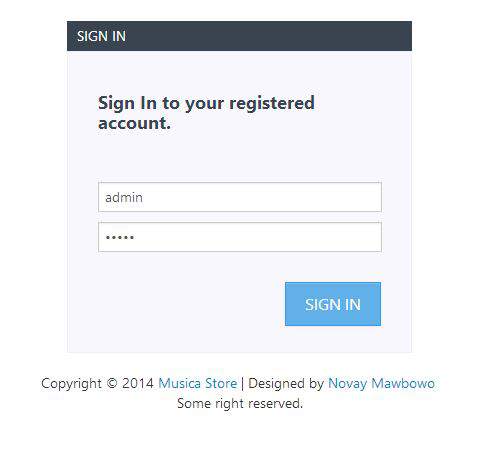 SIGN IN
Sign In to your registered
account.
admin
•••••
SIGN IN
Copyright © 2014 Musica Store | Designed by Novay Mawbowo
Some right reserved.